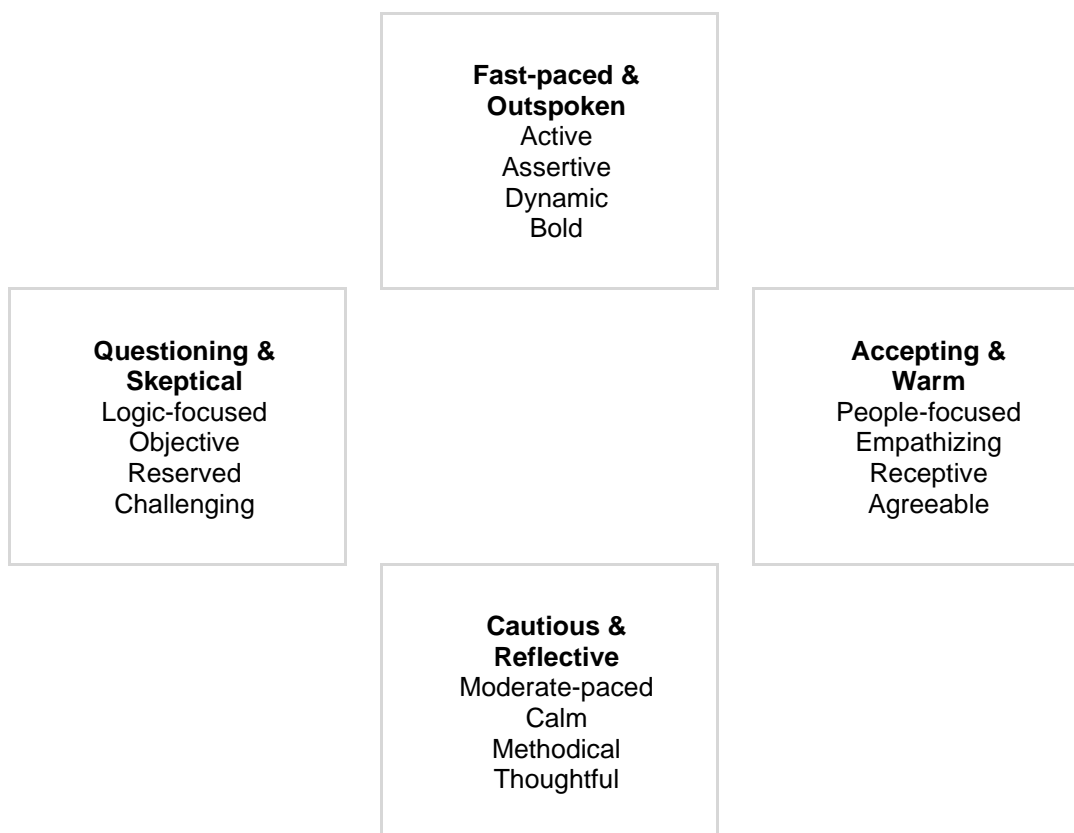 Fast-paced &
Outspoken
Active
Assertive
Dynamic
Bold
Questioning &
Skeptical
Logic-focused
Objective
Reserved
Challenging
Accepting &
Warm
People-focused
Empathizing
Receptive
Agreeable
Cautious &
Reflective
Moderate-paced
Calm
Methodical
Thoughtful